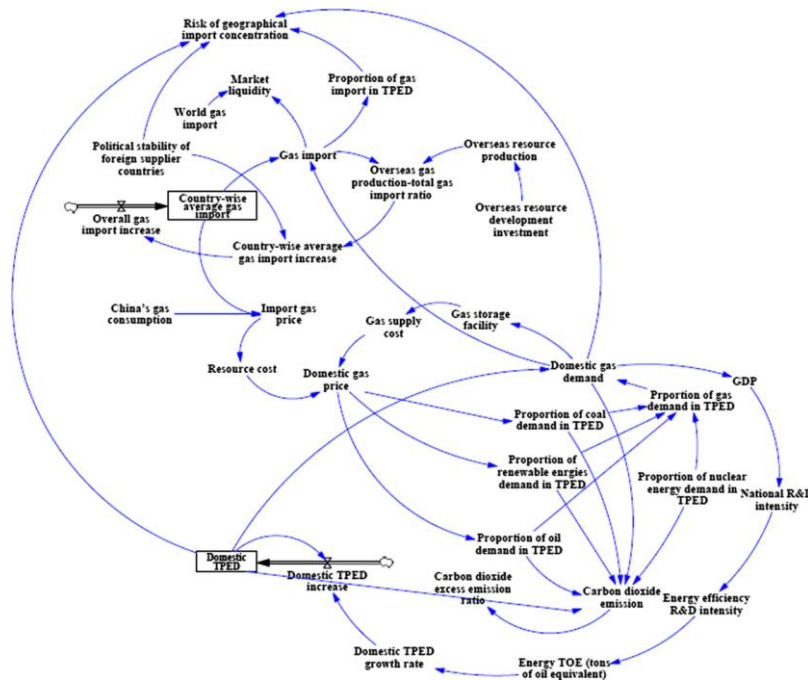 Risk of geographical
import concentration
Market
liquidity
Proportion of gas
import in TPED
World gas
import
Political stability of
foreign supplier
countries
Gas import
Overseas resource
production
Overseas gas
production-total gas
import ratio
Country-wise
average gas
import
Overall gas
import increase
Overseas resource
development
investment
Country-wise average
gas import increase
China's gas
consumption
Import gas
price
Gas supply
cost
Gas storage
facility
Resource cost
Domestic gas
price
Domestic gas
demand
GDP
Prportion of gas
demand in TPED
Proportion of coal
demand in TPED
Proportion of
renewable enrgies
demand in TPED
Proportion of nuclear
energy demand in
TPED
National R&D
intensity
Proportion of oil
demand in TPED
Domestic
TPED
Domestic TPED
increase
Carbon dioxide
excess emission
ratio
Carbon dioxide
emission
Energy efficiency
R&D intensity
Domestic TPED
growth rate
Energy TOE (tons
of oil equivalent)